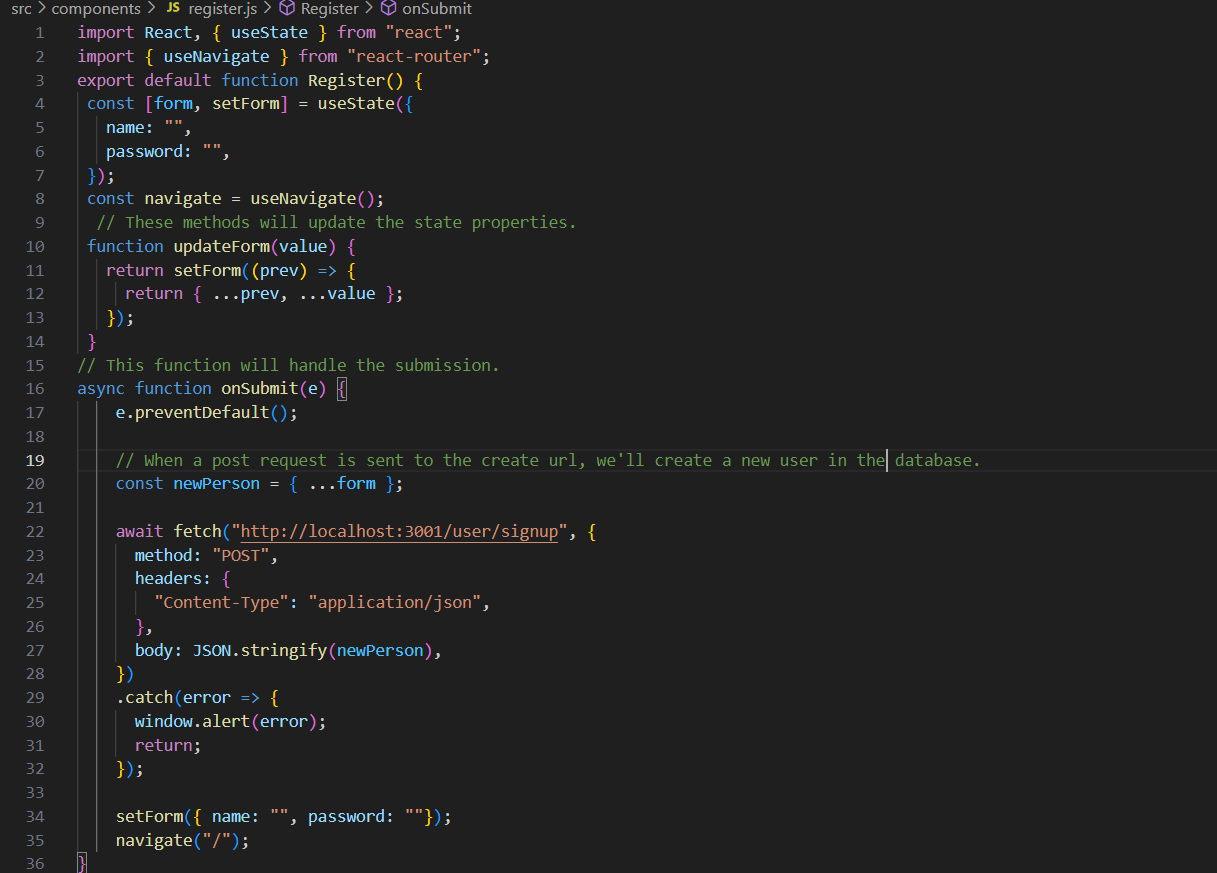 src > components > JS register.js > Register > onSubmit
1 import React, { useState } from "react";
2 import { useNavigate } from "react-router";
3 export default function Register() {
4 const [form, setForm] = useState({
5 name: "",
6 password: "",
7 });
8 const navigate = useNavigate();
9 // These methods will update the state properties.
10 function updateForm(value) {
11 return setForm((prev) => {
12 return { ...prev, ...value };
13 });
14 }
15 // This function will handle the submission.
16 async function onSubmit(e) {
17 e.preventDefault();
18
19 // When a post request is sent to the create url, we'll create a new user in the database.
20 const newPerson = { ...form };
21
22 await fetch("http://localhost:3001/user/signup", {
23 method: "POST",
24 headers: {
25 "Content-Type": "application/json",
26 },
27 body: JSON.stringify(newPerson),
28 })
29 .catch(error => {
30 window.alert(error);
31 return;
32 });
33
34 setForm({ name: "", password: ""});
35 navigate("/");
36 }